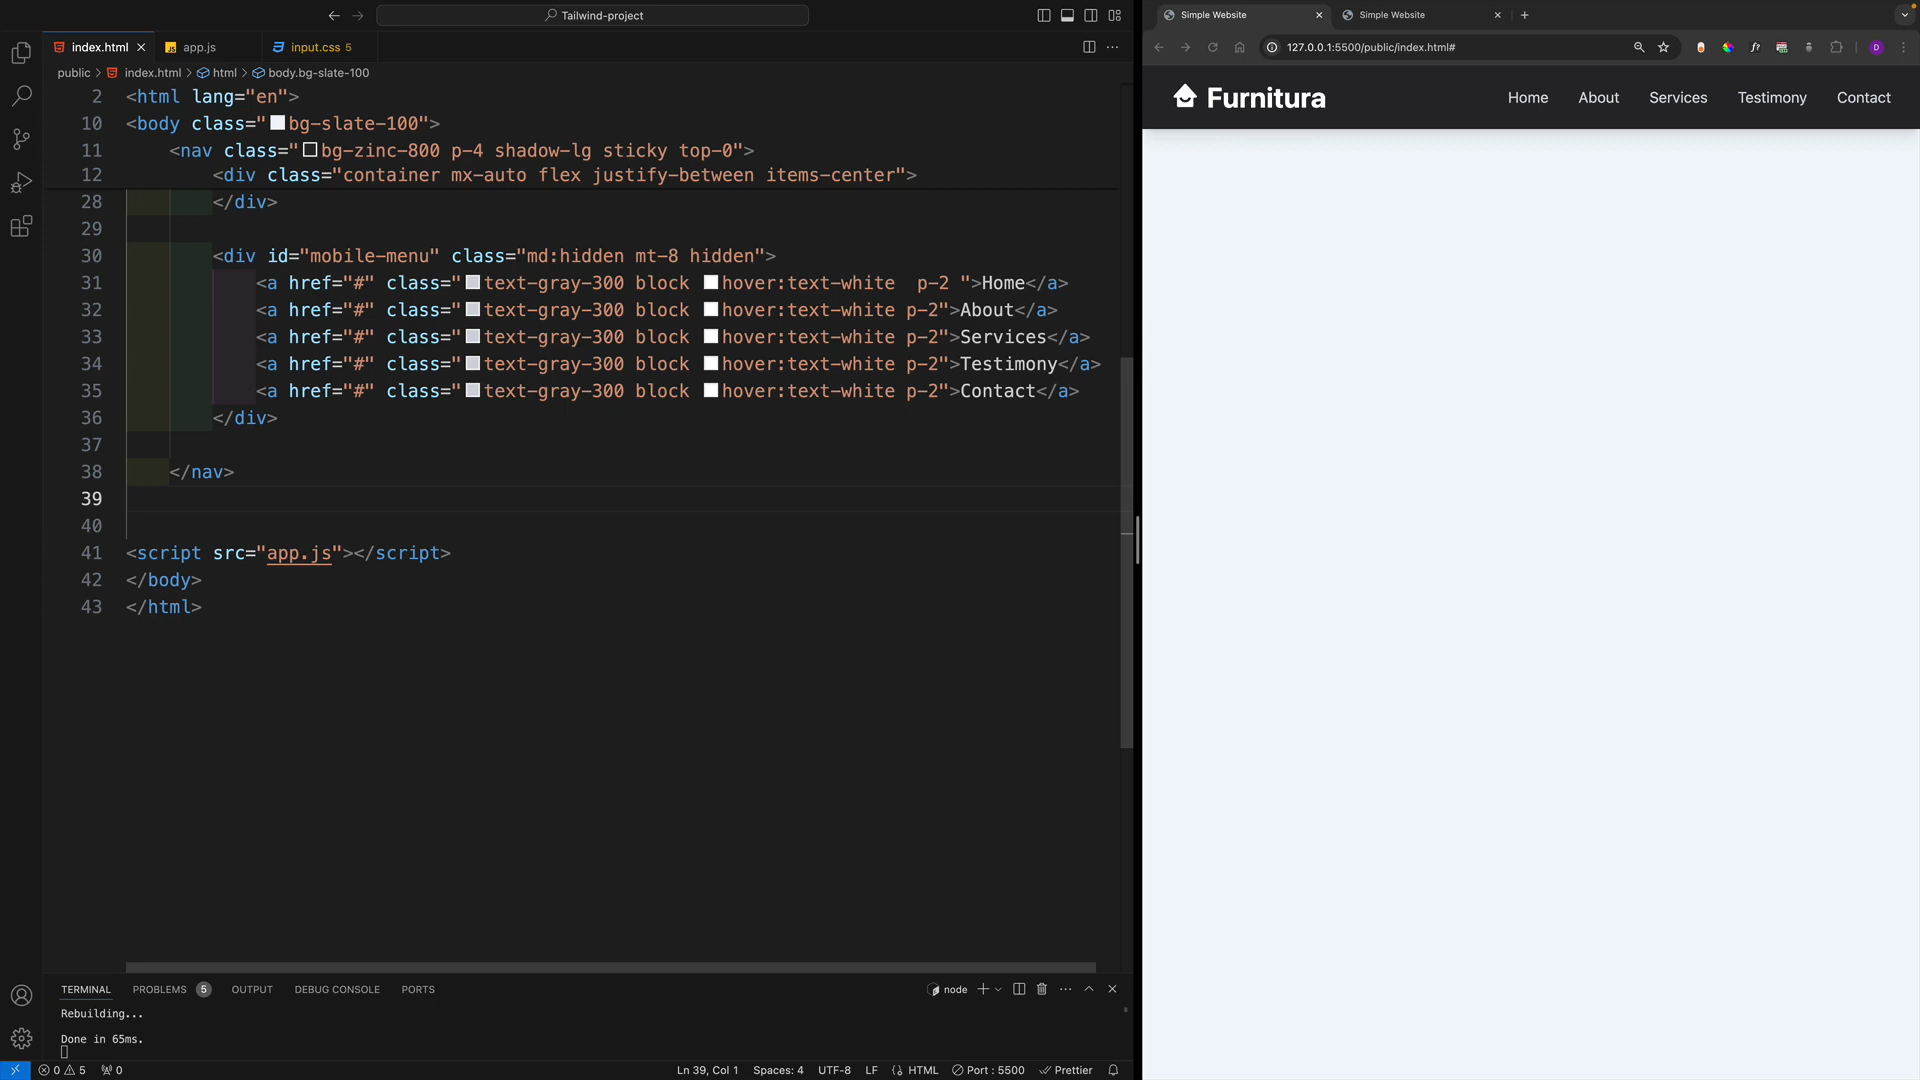 Tailwind-project
index.html
app.js
input.css 5
public > index.html > html > body.bg-slate-100
2 <html lang="en">
10 <body class="bg-slate-100">
11 <nav class="bg-zinc-800 p-4 shadow-lg sticky top-0">
12 <div class="container mx-auto flex justify-between items-center">
28 </div>
29
30 <div id="mobile-menu" class="md:hidden mt-8 hidden">
31 <a href="#" class="text-gray-300 block hover:text-white  p-2 ">Home</a>
32 <a href="#" class="text-gray-300 block hover:text-white p-2">About</a>
33 <a href="#" class="text-gray-300 block hover:text-white p-2">Services</a>
34 <a href="#" class="text-gray-300 block hover:text-white p-2">Testimony</a>
35 <a href="#" class="text-gray-300 block hover:text-white p-2">Contact</a>
36 </div>
37
38 </nav>
39
40
41 <script src="app.js"></script>
42 </body>
43 </html>
TERMINAL PROBLEMS 5 OUTPUT DEBUG CONSOLE PORTS
node
Rebuilding...
Done in 65ms.
0 5 0
Ln 39, Col 1 Spaces: 4 UTF-8 LF HTML Port : 5500 Prettier
Simple Website
Simple Website
127.0.0.1:5500/public/index.html#
D
Furnitura
Home About Services Testimony Contact